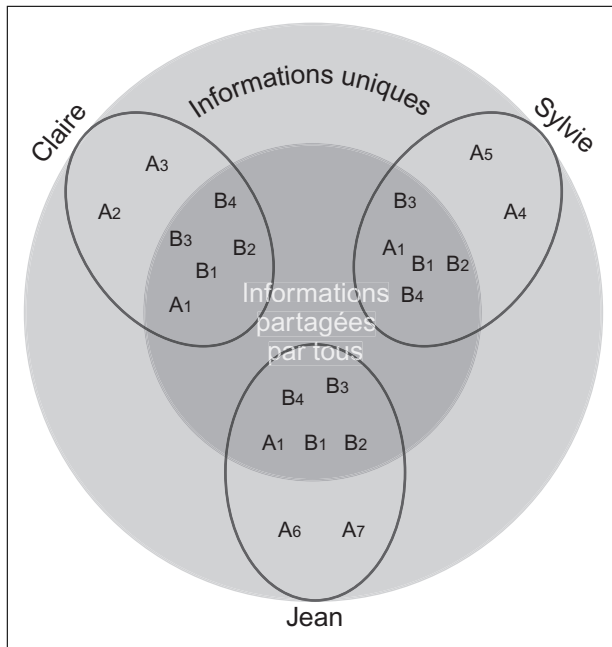 Informations uniques
Claire
Sylvie
A3
A2
B4
B3
B2
B1
A1
A5
A4
B3
A1
B1
B2
B4
Informations
partagées
par tous
B4
B3
A1
B1
B2
A6
A7
Jean